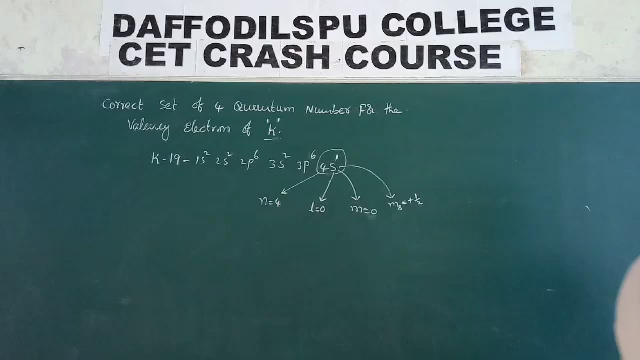 DAFFODILSPU COLLEGE
CET CRASH COURSE
Correct set of 4 Quantum Number for the
Valency Electron of 'K'.
K-19- 1s² 2s² 2p⁶ 3s² 3p⁶ 4s¹
n=4 l=0 m=0 ms=+1/2